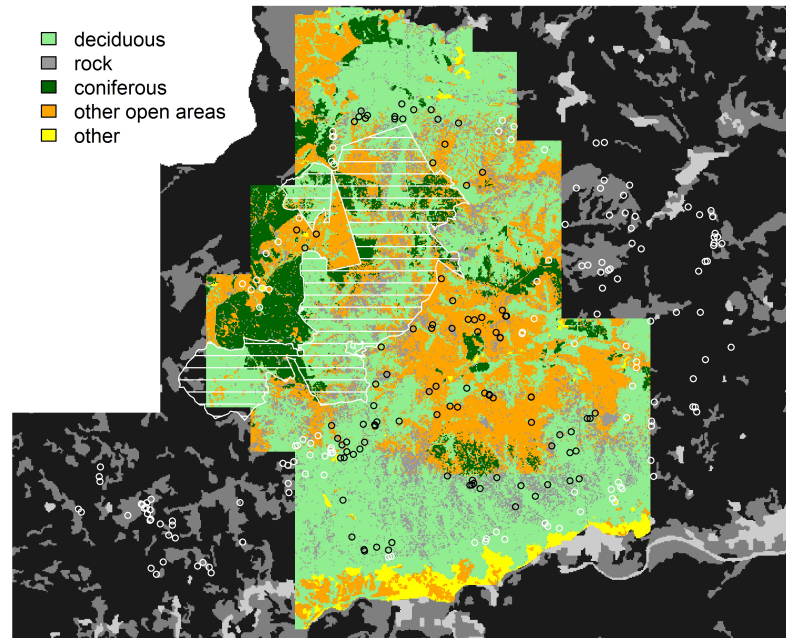 deciduous
rock
coniferous
other open areas
other